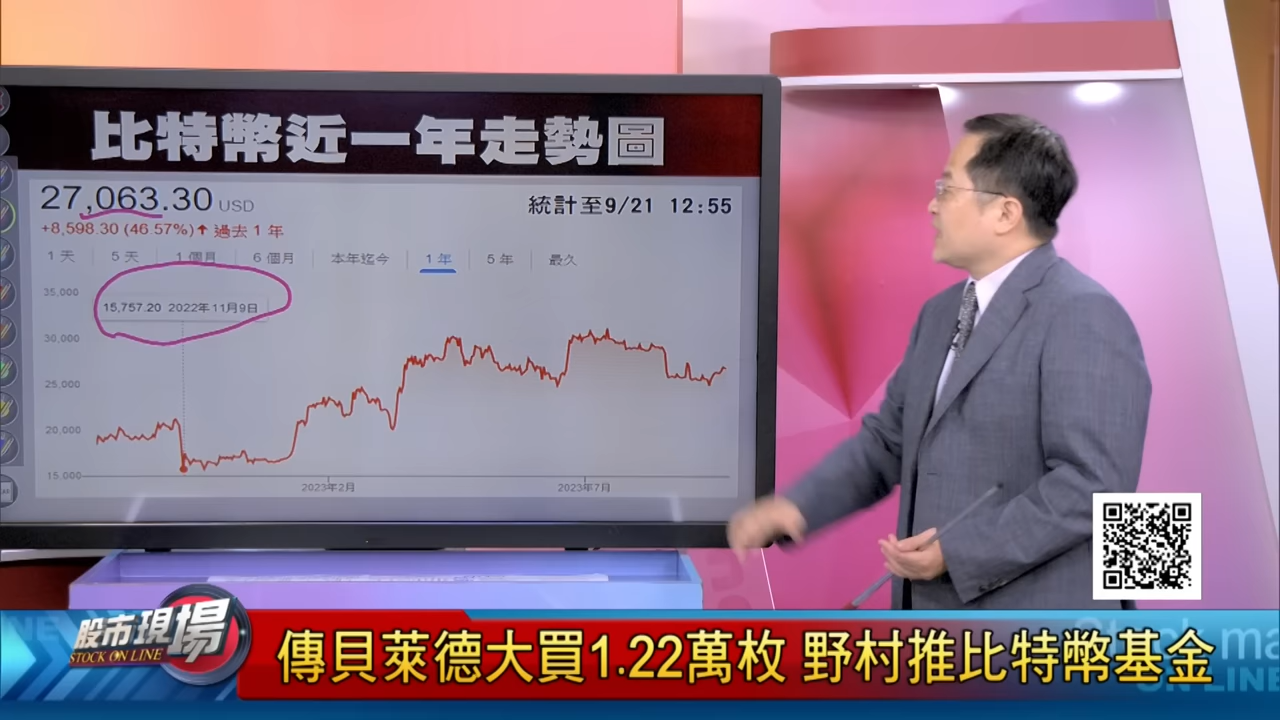 比特幣近一年走勢圖
27,063.30 USD
統計至9/21 12:55
+8,598.30 (46.57%)↑ 過去 1 年
1 天 5 天 1 個月 6 個月 本年迄今 1 年 5 年 最久
35,000
15,757.20 2022年11月9日
30,000
25,000
20,000
15,000
2023年2月 2023年7月
股市現場
STOCK ON LINE
傳貝萊德大買1.22萬枚 野村推比特幣基金
ON LINE